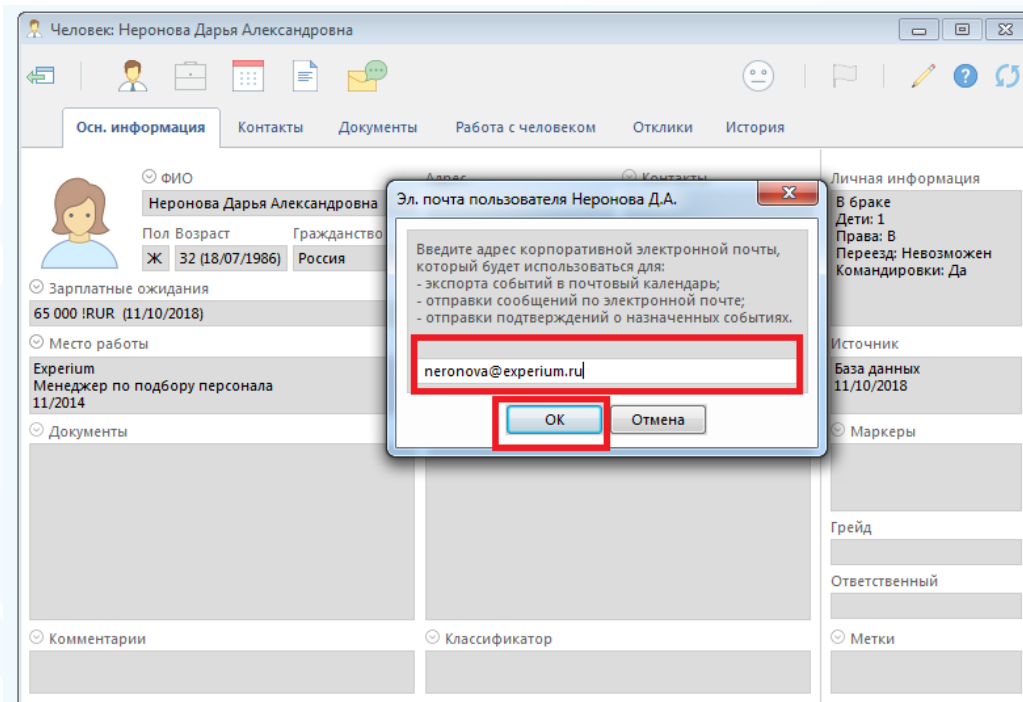 Человек: Неронова Дарья Александровна
Осн. информация Контакты Документы Работа с человеком Отклики История
ФИО
Неронова Дарья Александровна
Пол Возраст Гражданство
Ж 32 (18/07/1986) Россия
Зарплатные ожидания
65 000 !RUR (11/10/2018)
Место работы
Experium
Менеджер по подбору персонала
11/2014
Документы
Комментарии
Адрес
Контакты
Эл. почта пользователя Неронова Д.А.
Введите адрес корпоративной электронной почты,
который будет использоваться для:
- экспорта событий в почтовый календарь;
- отправки сообщений по электронной почте;
- отправки подтверждений о назначенных событиях.
neronova@experium.ru
OK Отмена
Классификатор
Личная информация
В браке
Дети: 1
Права: B
Переезд: Невозможен
Командировки: Да
Источник
База данных
11/10/2018
Маркеры
Грейд
Ответственный
Метки